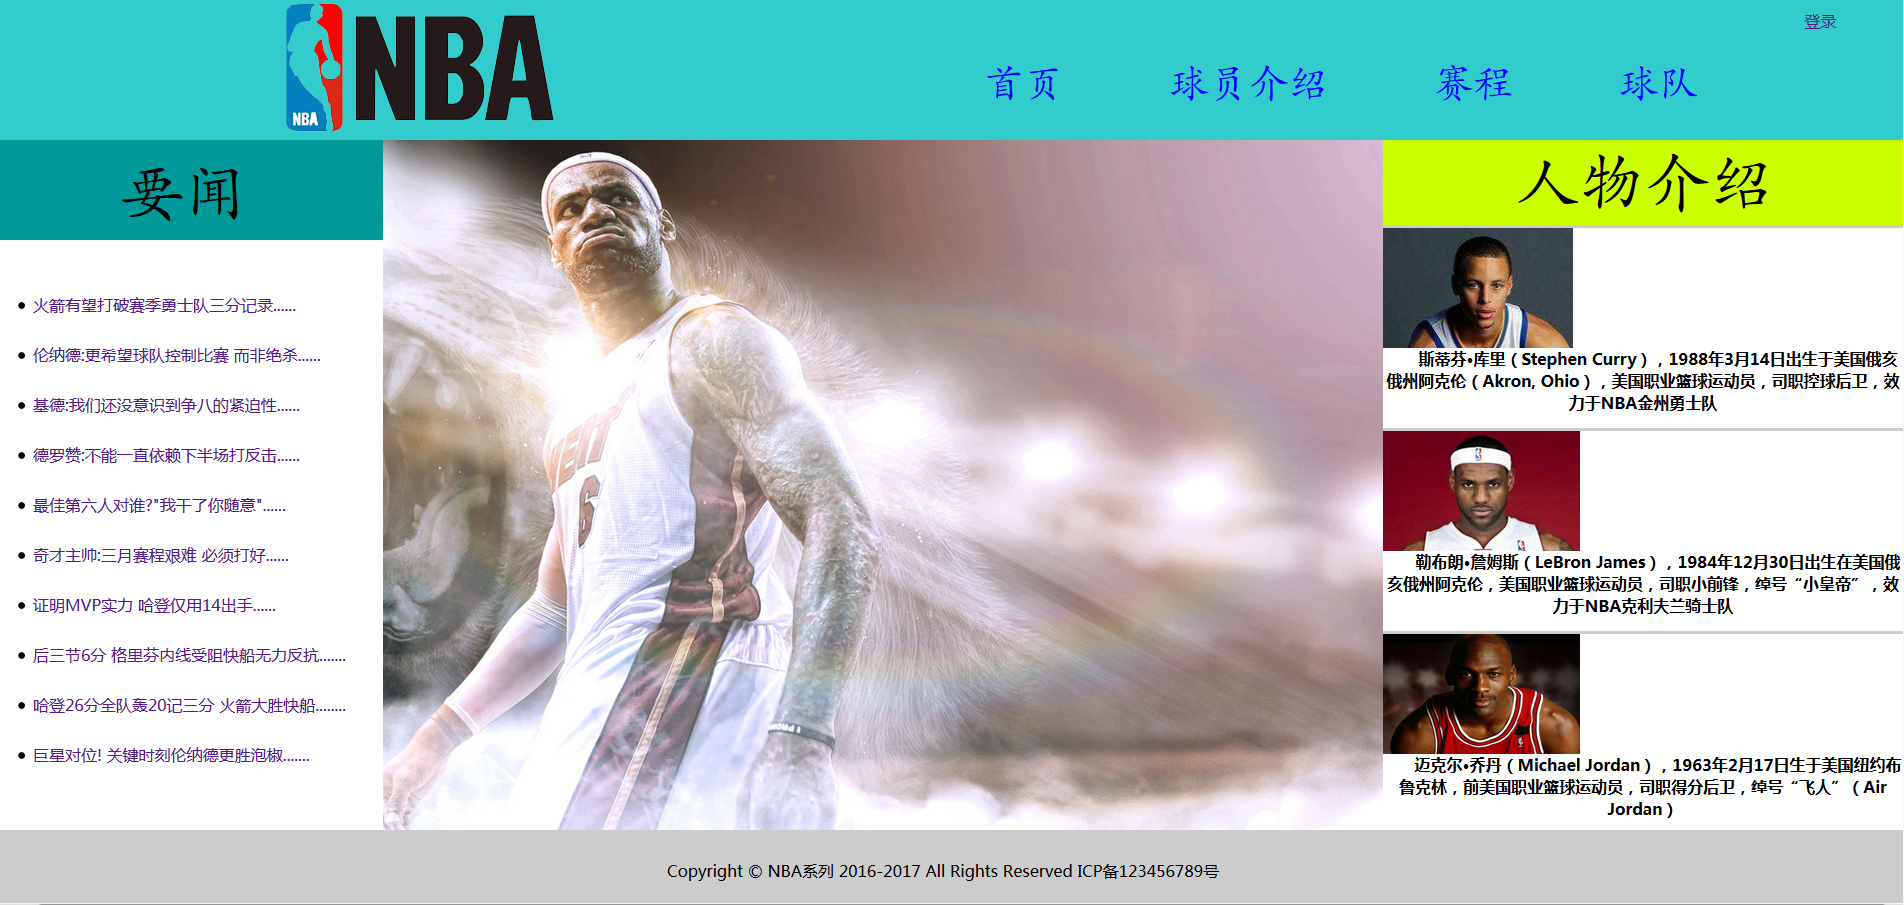 登录
NBA
NBA
首页 球员介绍 赛程 球队
要闻
火箭有望打破赛季勇士队三分记录......
伦纳德:更希望球队控制比赛 而非绝杀......
基德:我们还没意识到争八的紧迫性......
德罗赞:不能一直依赖下半场打反击......
最佳第六人对谁?"我干了你随意"......
奇才主帅:三月赛程艰难 必须打好......
证明MVP实力 哈登仅用14出手......
后三节6分 格里芬内线受阻快船无力反抗.......
哈登26分全队轰20记三分 火箭大胜快船........
巨星对位! 关键时刻伦纳德更胜泡椒.......
6
人物介绍
斯蒂芬•库里（Stephen Curry），1988年3月14日出生于美国俄亥
俄州阿克伦（Akron, Ohio），美国职业篮球运动员，司职控球后卫，效
力于NBA金州勇士队
勒布朗•詹姆斯（LeBron James），1984年12月30日出生在美国俄
亥俄州阿克伦，美国职业篮球运动员，司职小前锋，绰号“小皇帝”，效
力于NBA克利夫兰骑士队
迈克尔•乔丹（Michael Jordan），1963年2月17日生于美国纽约布
鲁克林，前美国职业篮球运动员，司职得分后卫，绰号“飞人”（Air
Jordan）
Copyright © NBA系列 2016-2017 All Rights Reserved ICP备123456789号